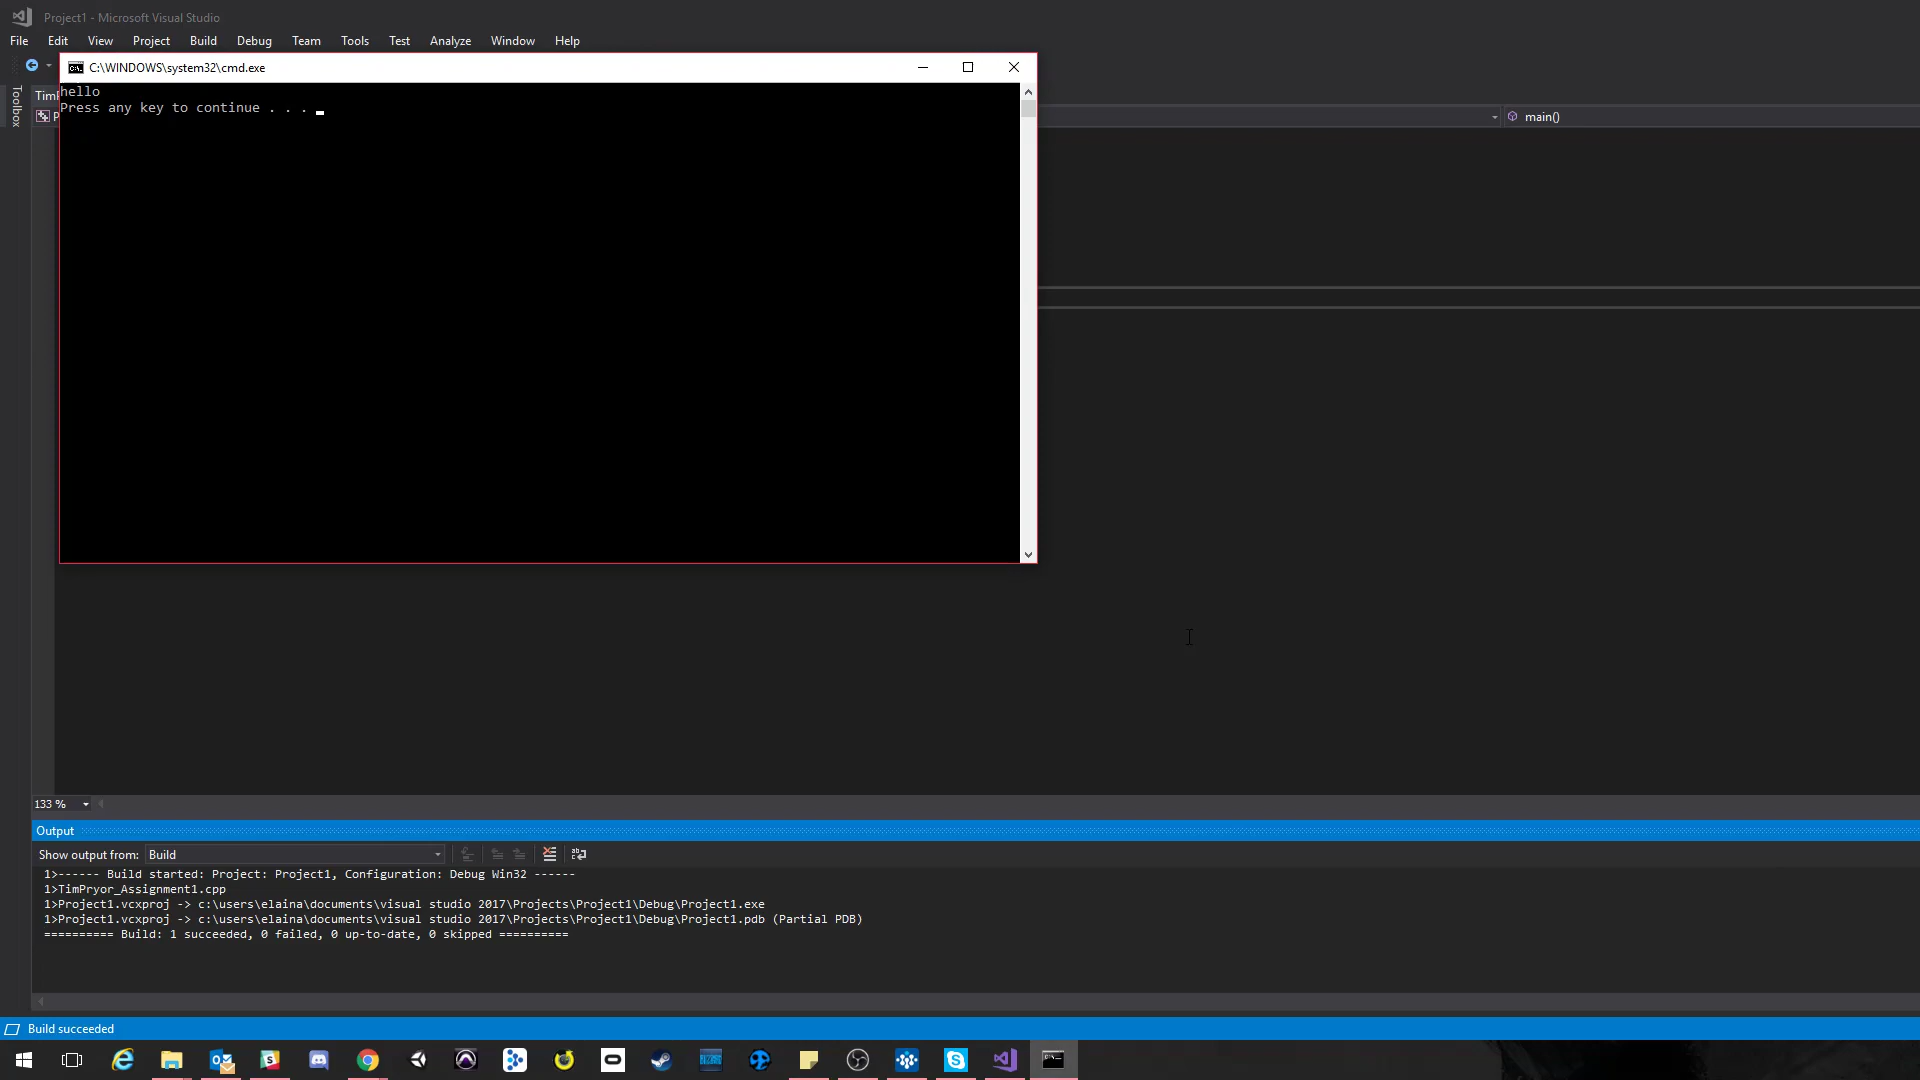 Project1 - Microsoft Visual Studio
File Edit View Project Build Debug Team Tools Test Analyze Window Help
C:\WINDOWS\system32\cmd.exe
Toolbox
hello
Press any key to continue . . .
main()
133 %
Output
Show output from: Build
1>------ Build started: Project: Project1, Configuration: Debug Win32 ------
1>TimPryor_Assignment1.cpp
1>Project1.vcxproj -> c:\users\elaina\documents\visual studio 2017\Projects\Project1\Debug\Project1.exe
1>Project1.vcxproj -> c:\users\elaina\documents\visual studio 2017\Projects\Project1\Debug\Project1.pdb (Partial PDB)
========== Build: 1 succeeded, 0 failed, 0 up-to-date, 0 skipped ==========
Build succeeded